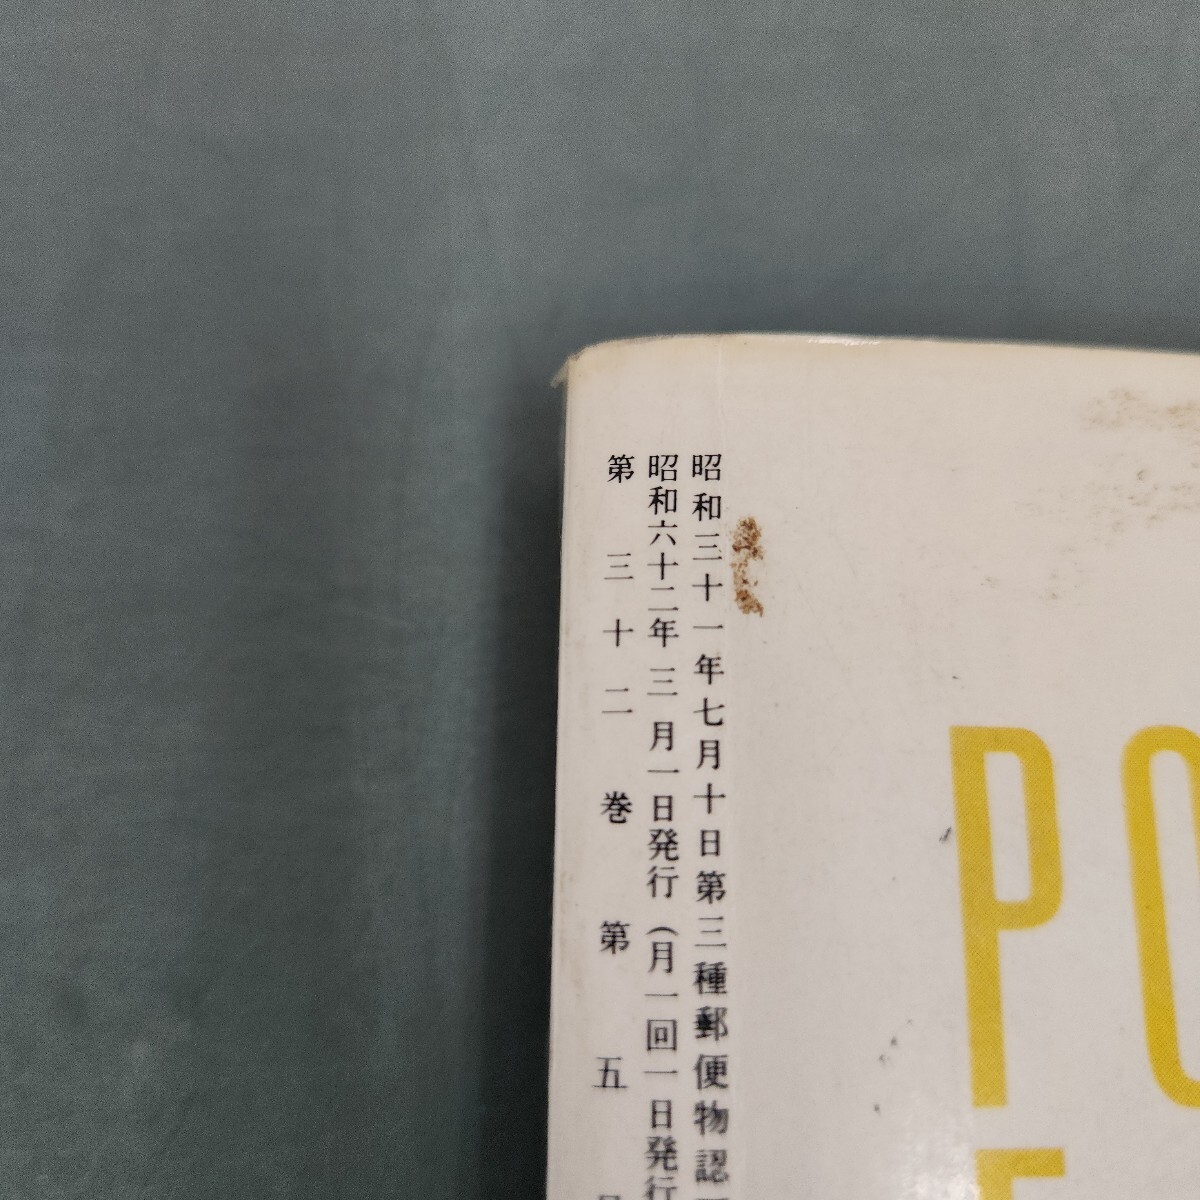 昭和三十一年七月十日第三種郵便物認
昭和六十二年三月一日発行(月一回一日発行
第三十二巻第五号
PO